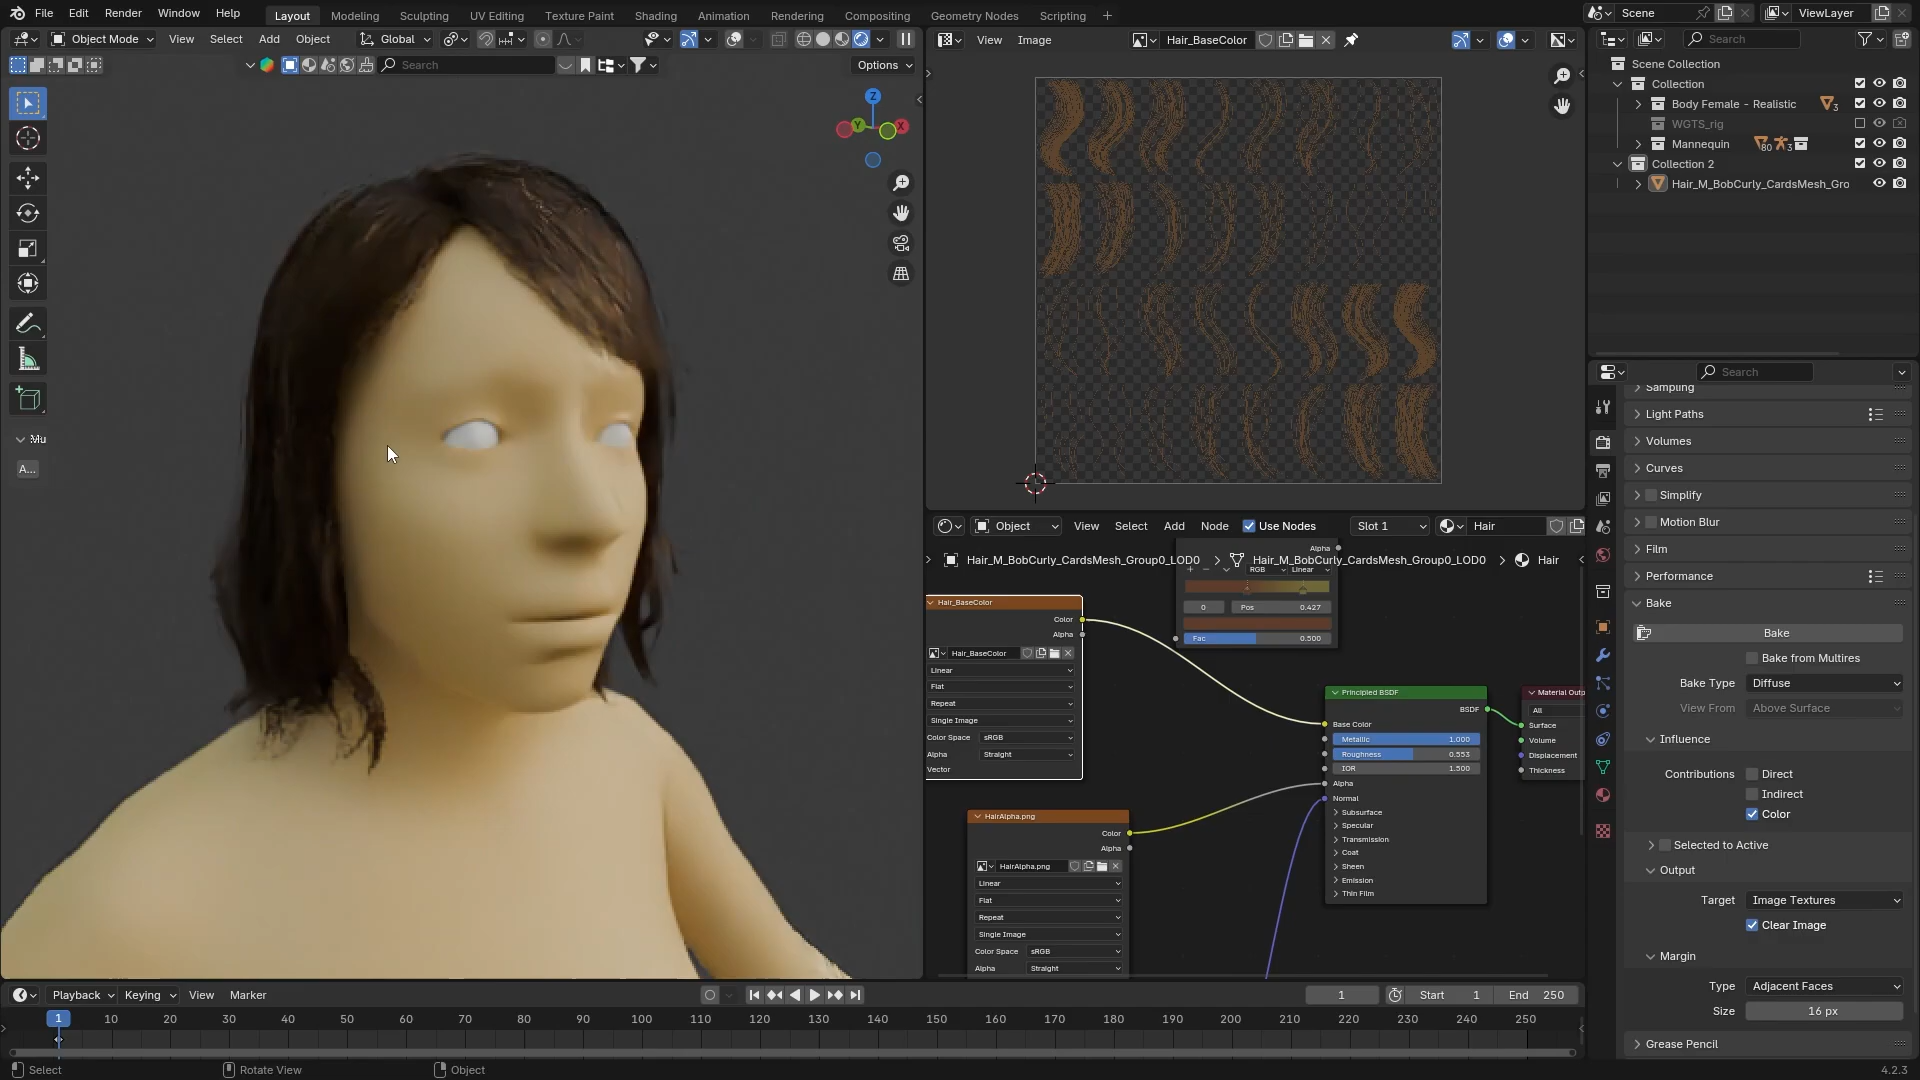 File Edit Render Window Help Layout Modeling Sculpting UV Editing Texture Paint Shading Animation Rendering Compositing Geometry Nodes Scripting + Scene ViewLayer
Object Mode View Select Add Object Global
Search Options
Z
Y X
Mu
A...
View Image Hair_BaseColor
Search
Scene Collection
Collection
Body Female - Realistic 3
WGTS_rig
Mannequin 80 3
Collection 2
Hair_M_BobCurly_CardsMesh_Gro
Object View Select Add Node Use Nodes Slot 1 Hair
Hair_M_BobCurly_CardsMesh_Group0_LOD0 Hair_M_BobCurly_CardsMesh_Group0_LOD0 Hair
Alpha
RGB Linear
0 Pos 0.427
Fac 0.500
Hair_BaseColor
Color
Alpha
Hair_BaseColor
Linear
Flat
Repeat
Single Image
Color Space sRGB
Alpha Straight
Vector
HairAlpha.png
Color
Alpha
HairAlpha.png
Linear
Flat
Repeat
Single Image
Color Space sRGB
Alpha Straight
Principled BSDF
BSDF
Base Color
Metallic 1.000
Roughness 0.553
IOR 1.500
Alpha
Normal
Subsurface
Specular
Transmission
Coat
Sheen
Emission
Thin Film
Material Outp
All
Surface
Volume
Displacement
Thickness
Search
Sampling
Light Paths
Volumes
Curves
Simplify
Motion Blur
Film
Performance
Bake
Bake
Bake from Multires
Bake Type Diffuse
View From Above Surface
Influence
Contributions Direct
Indirect
Color
Selected to Active
Output
Target Image Textures
Clear Image
Margin
Type Adjacent Faces
Size 16 px
Grease Pencil
Playback Keying View Marker 1 Start 1 End 250
1 10 20 30 40 50 60 70 80 90 100 110 120 130 140 150 160 170 180 190 200 210 220 230 240 250
Select Rotate View Object 4.2.3